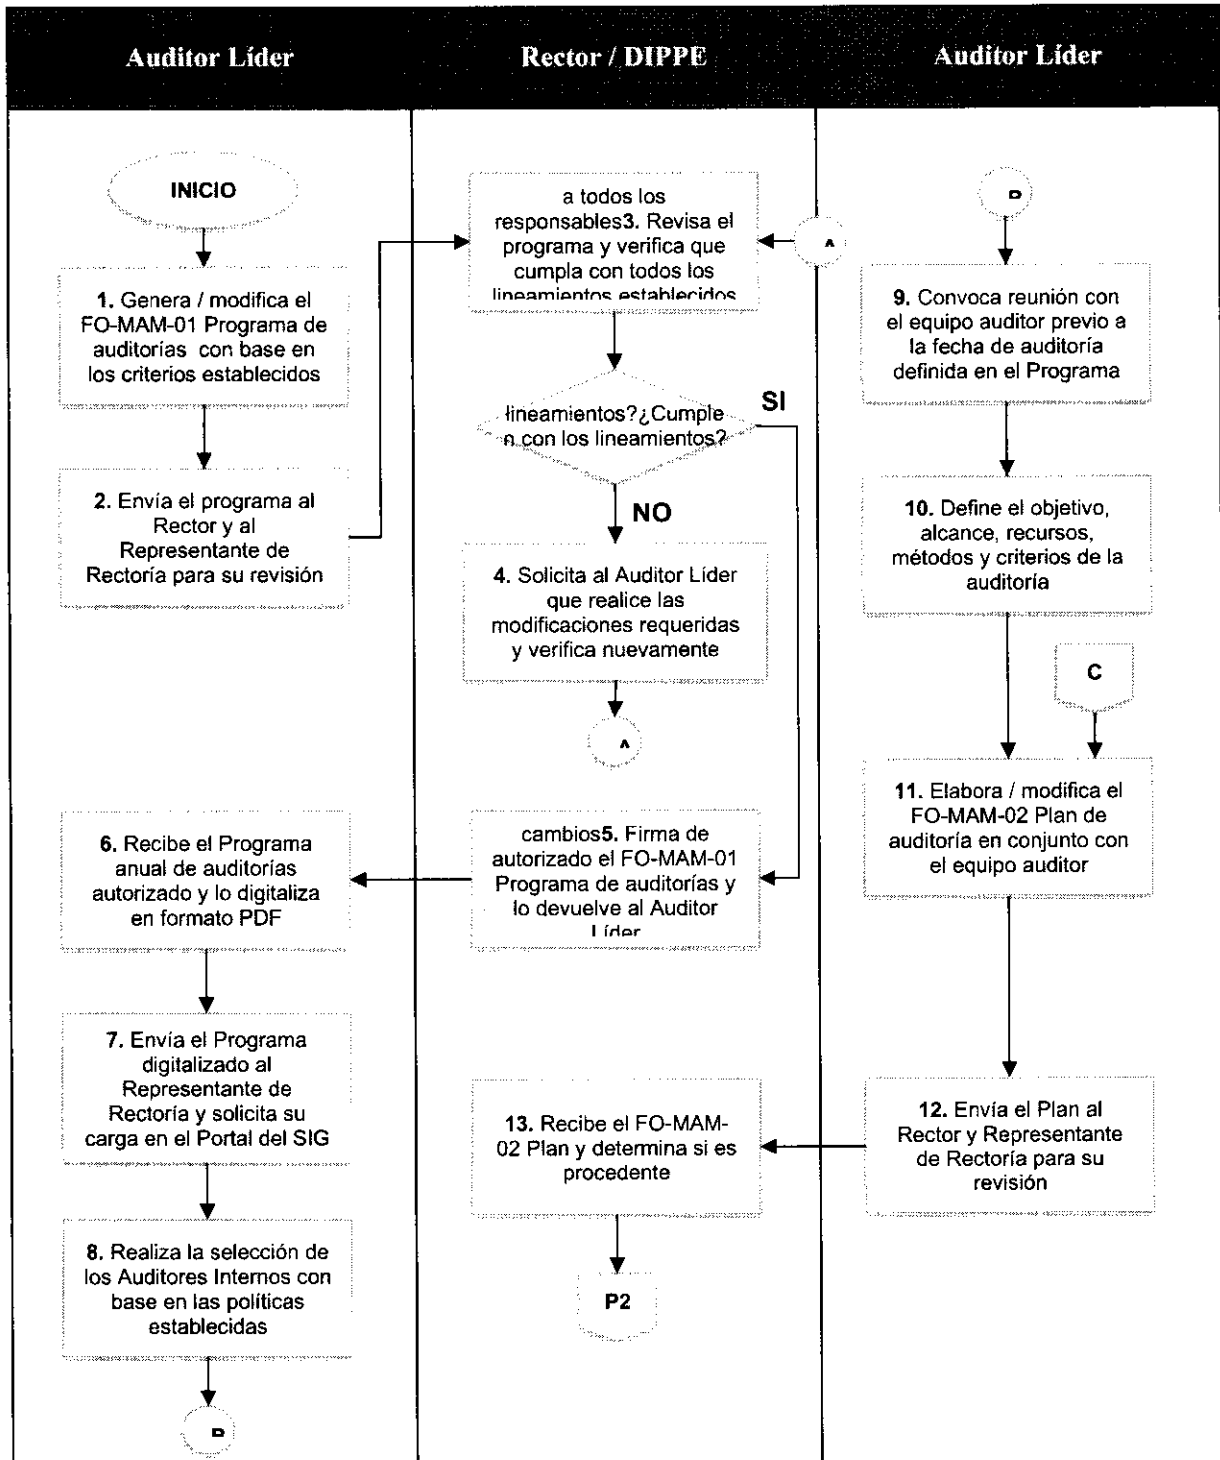 Auditor Líder
Rector / DIPPE
Auditor Líder
INICIO
1. Genera / modifica el
FO-MAM-01 Programa de
auditorías con base en
los criterios establecidos
2. Envía el programa al
Rector y al
Representante de
Rectoría para su revisión
a todos los
responsables3. Revisa el
programa y verifica que
cumpla con todos los
lineamientos establecidos
A
lineamientos?¿Cumple
n con los lineamientos?
SI
NO
4. Solicita al Auditor Líder
que realice las
modificaciones requeridas
y verifica nuevamente
A
cambios5. Firma de
autorizado el FO-MAM-01
Programa de auditorías y
lo devuelve al Auditor
Líder
6. Recibe el Programa
anual de auditorías
autorizado y lo digitaliza
en formato PDF
7. Envía el Programa
digitalizado al
Representante de
Rectoría y solicita su
carga en el Portal del SIG
8. Realiza la selección de
los Auditores Internos con
base en las políticas
establecidas
9. Convoca reunión con
el equipo auditor previo a
la fecha de auditoría
definida en el Programa
10. Define el objetivo,
alcance, recursos,
métodos y criterios de la
auditoría
C
11. Elabora / modifica el
FO-MAM-02 Plan de
auditoría en conjunto con
el equipo auditor
12. Envía el Plan al
Rector y Representante
de Rectoría para su
revisión
13. Recibe el FO-MAM-
02 Plan y determina si es
procedente
P2